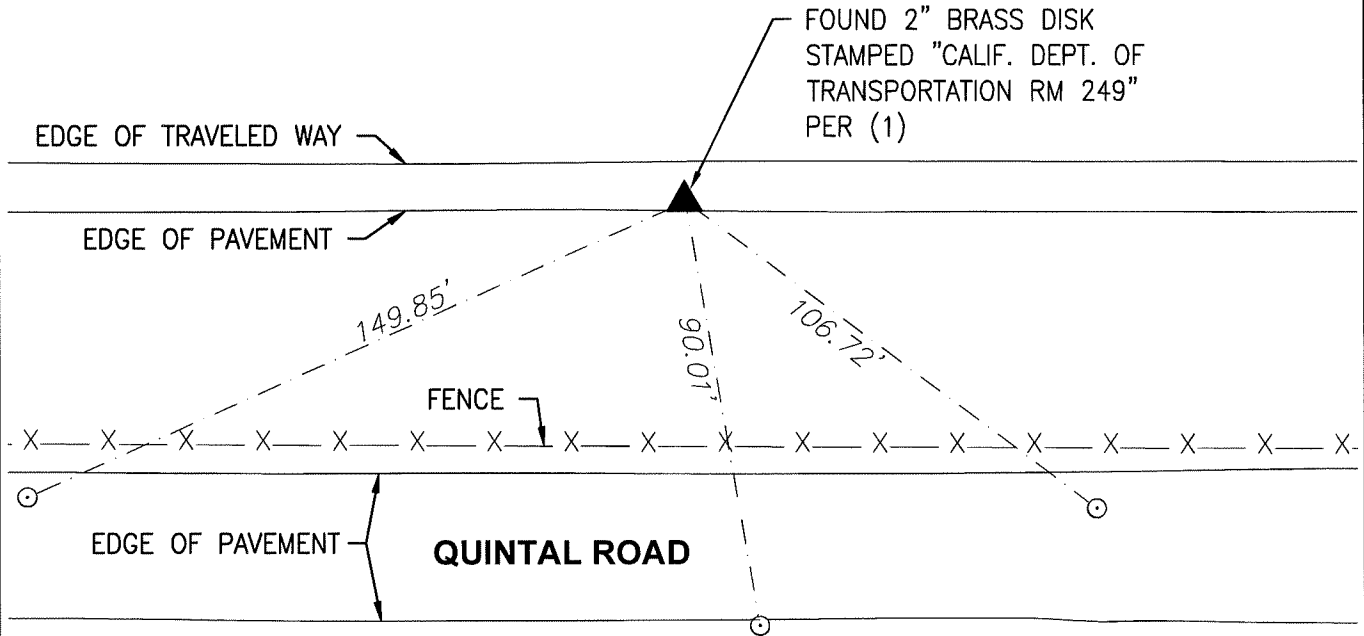 FOUND 2" BRASS DISK
STAMPED "CALIF. DEPT. OF
TRANSPORTATION RM 249"
PER (1)
EDGE OF TRAVELED WAY
EDGE OF PAVEMENT
149.85'
90.01'
106.72'
FENCE
X X X X X X X X X X X X X X X X X X
EDGE OF PAVEMENT
QUINTAL ROAD